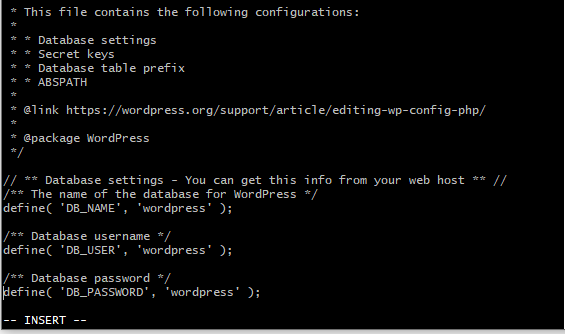 * This file contains the following configurations:
*
* * Database settings
* * Secret keys
* * Database table prefix
* * ABSPATH
*
* @link https://wordpress.org/support/article/editing-wp-config-php/
*
* @package WordPress
*/
// ** Database settings - You can get this info from your web host ** //
/** The name of the database for WordPress */
define( 'DB_NAME', 'wordpress' );
/** Database username */
define( 'DB_USER', 'wordpress' );
/** Database password */
define( 'DB_PASSWORD', 'wordpress' );
-- INSERT --